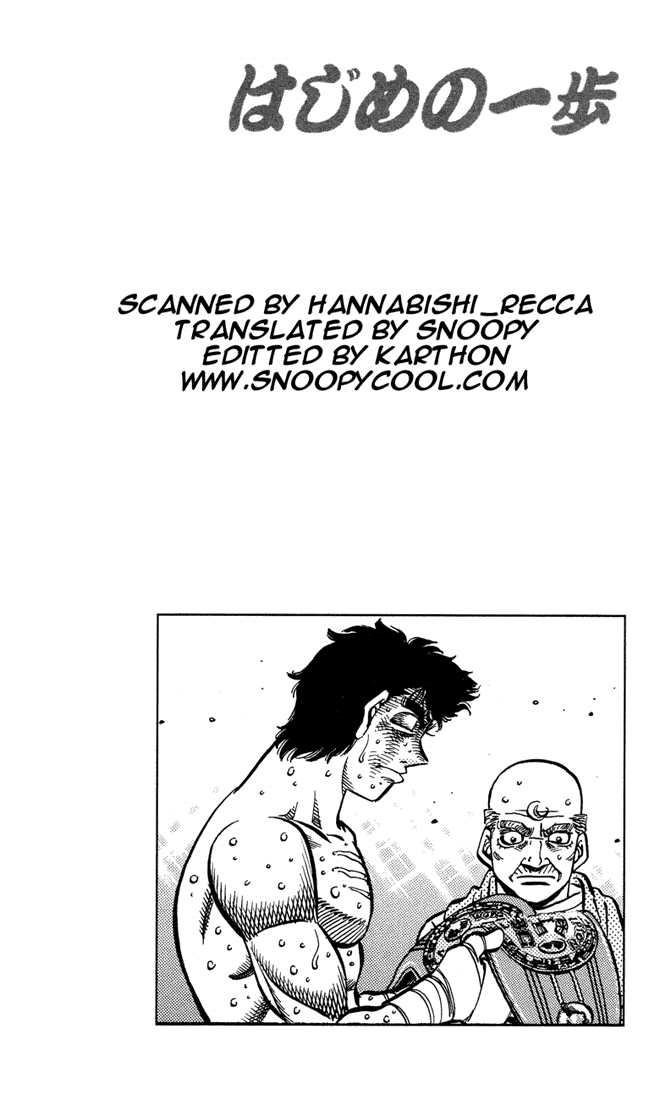 はじめの一歩
SCANNED BY HANNABISHI_RECCA
TRANSLATED BY SNOOPY
EDITTED BY KARTHON
WWW.SNOOPYCOOL.COM